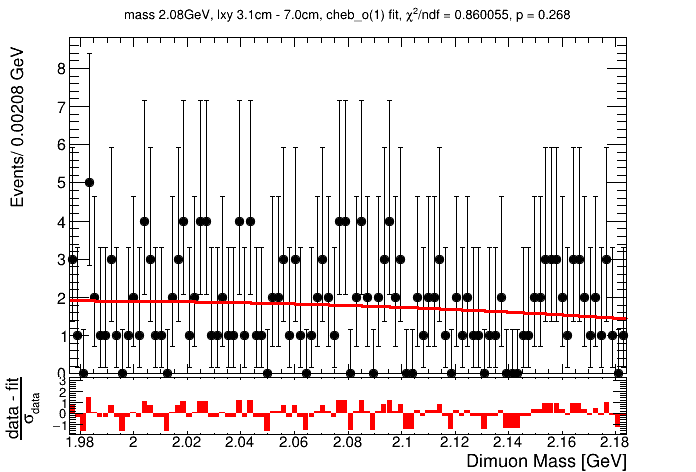 mass 2.08GeV, lxy 3.1cm - 7.0cm, cheb_o(1) fit, χ²/ndf = 0.860055, p = 0.268
Events/ 0.00208 GeV
8
7
6
5
4
3
2
1
0
data - fit
σdata
3
2
1
0
−1
1.98 2 2.02 2.04 2.06 2.08 2.1 2.12 2.14 2.16 2.18
Dimuon Mass [GeV]